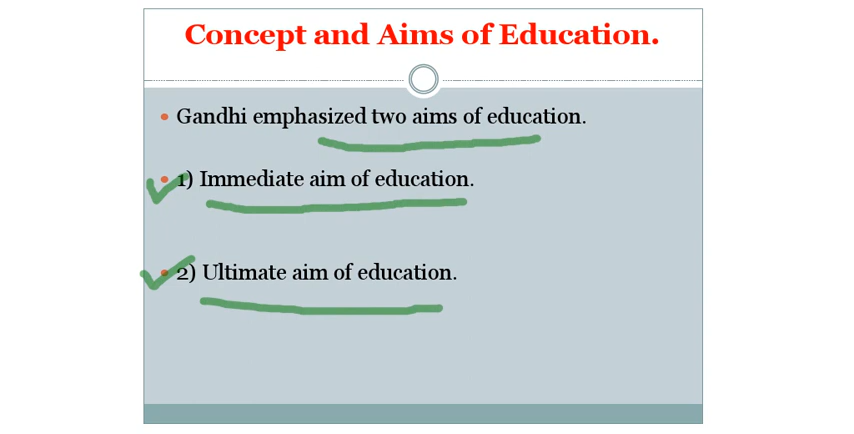 Concept and Aims of Education.
Gandhi emphasized two aims of education.
1) Immediate aim of education.
2) Ultimate aim of education.